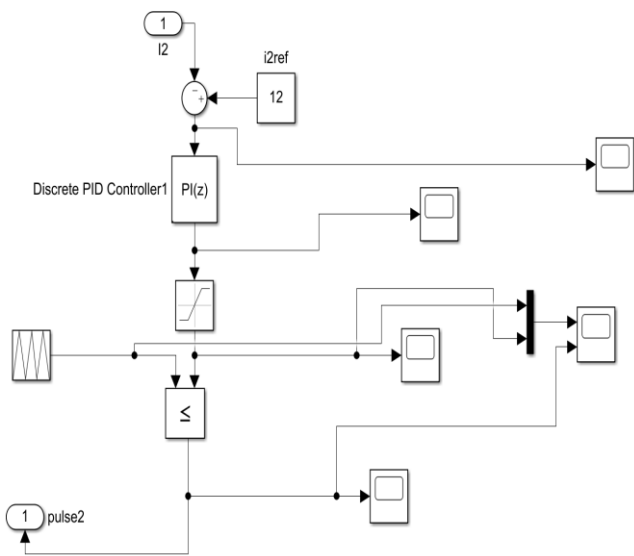 1
I2
i2ref
12
− +
Discrete PID Controller1
PI(z)
≤
1
pulse2